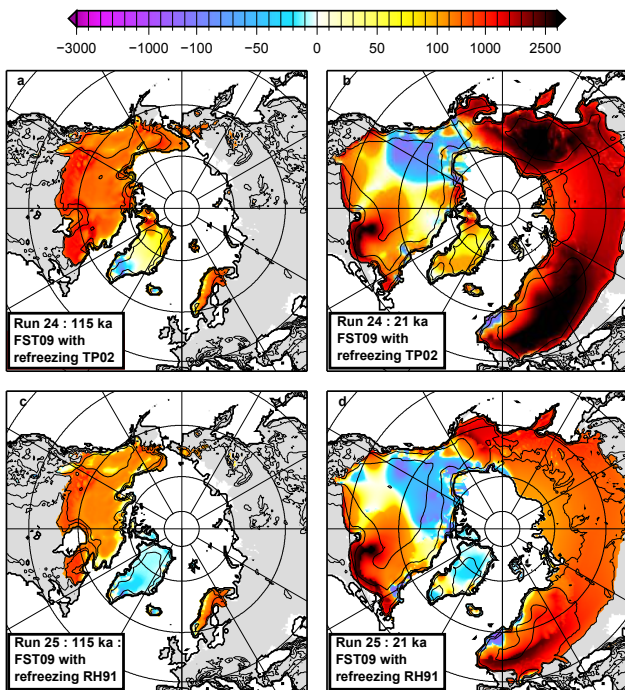 −3000 −1000 −100 −50 0 50 100 1000 2500
a
b
Run 24 : 115 ka
FST09 with
refreezing TP02
Run 24 : 21 ka
FST09 with
refreezing TP02
c
d
Run 25 : 115 ka :
FST09 with
refreezing RH91
Run 25 : 21 ka
FST09 with
refreezing RH91